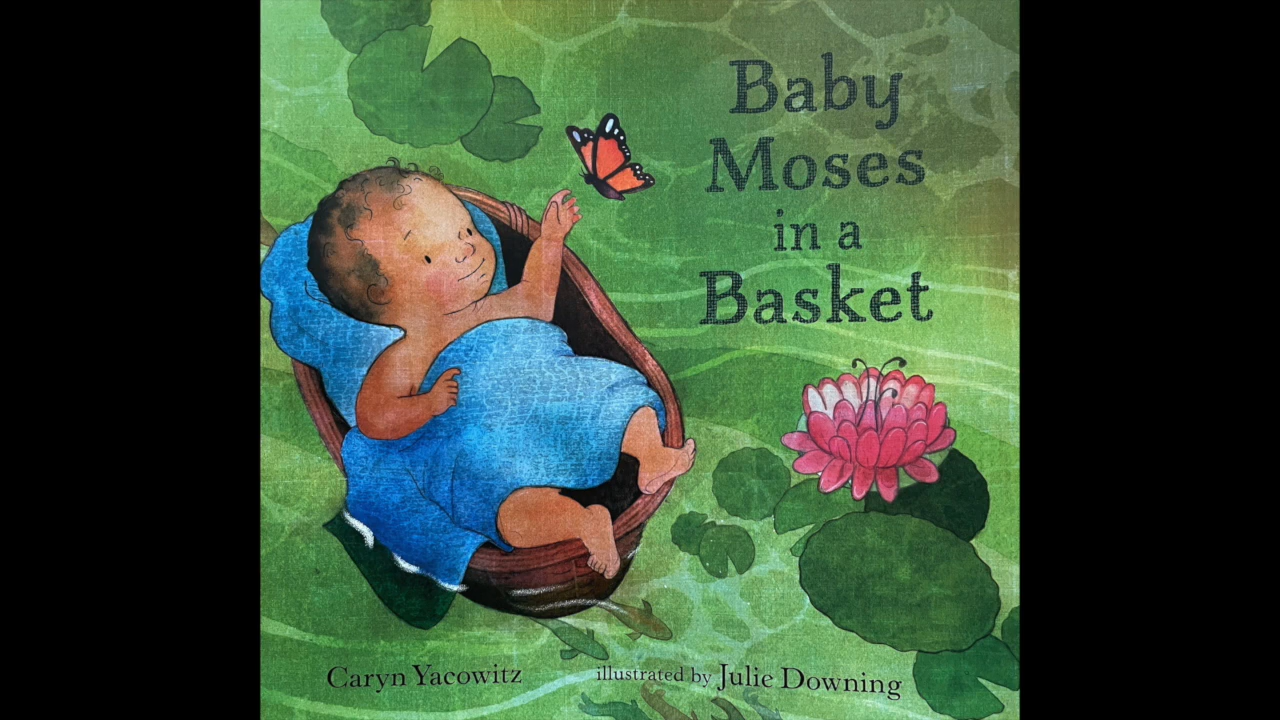 Baby
Moses
in a
Basket
Caryn Yacowitz
illustrated by Julie Downing